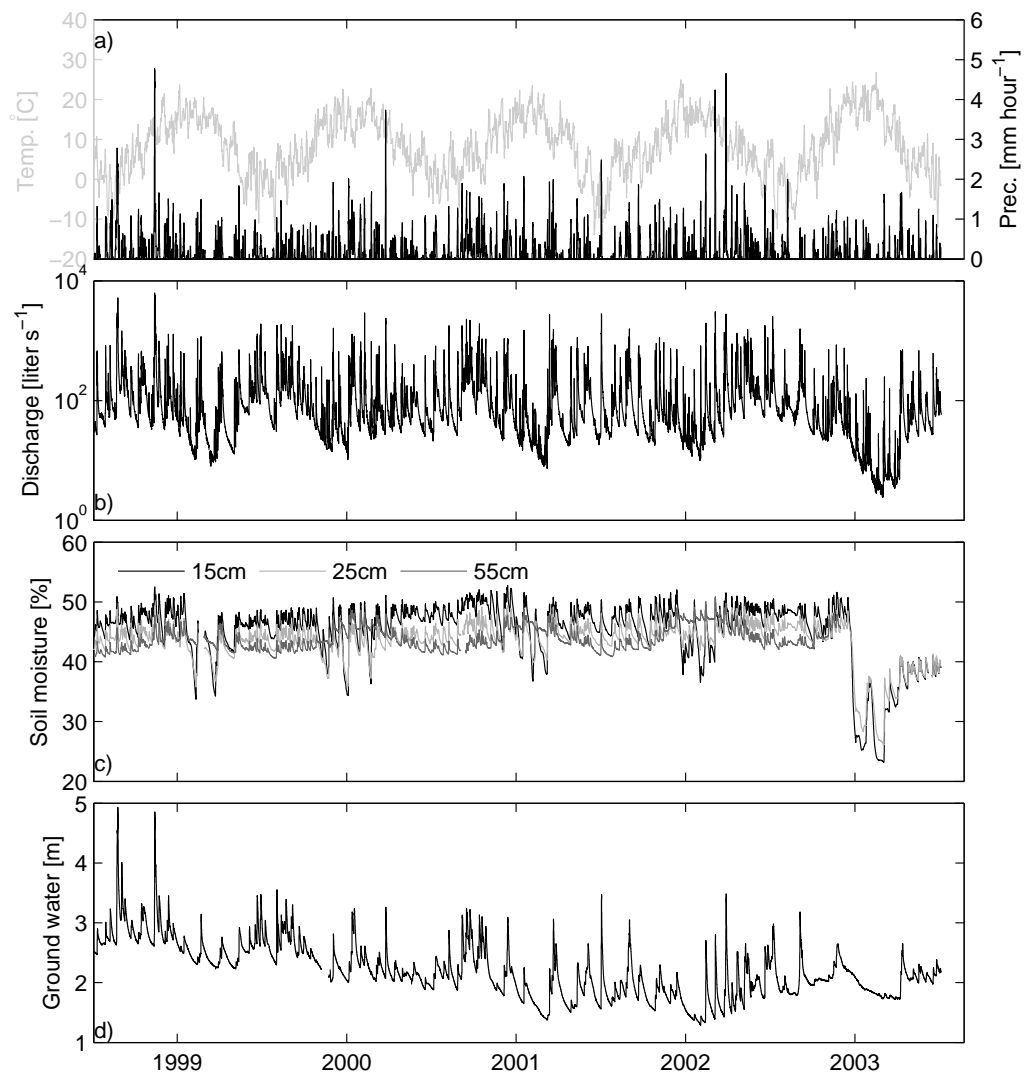 a)
40
30
20
10
0
−10
−20
Temp. [°C]
6
5
4
3
2
1
0
Prec. [mm hour⁻¹]
10⁴
10²
10⁰
Discharge [liter s⁻¹]
b)
60
50
40
30
20
Soil moisture [%]
15cm 25cm 55cm
c)
5
4
3
2
1
Ground water [m]
d)
1999 2000 2001 2002 2003